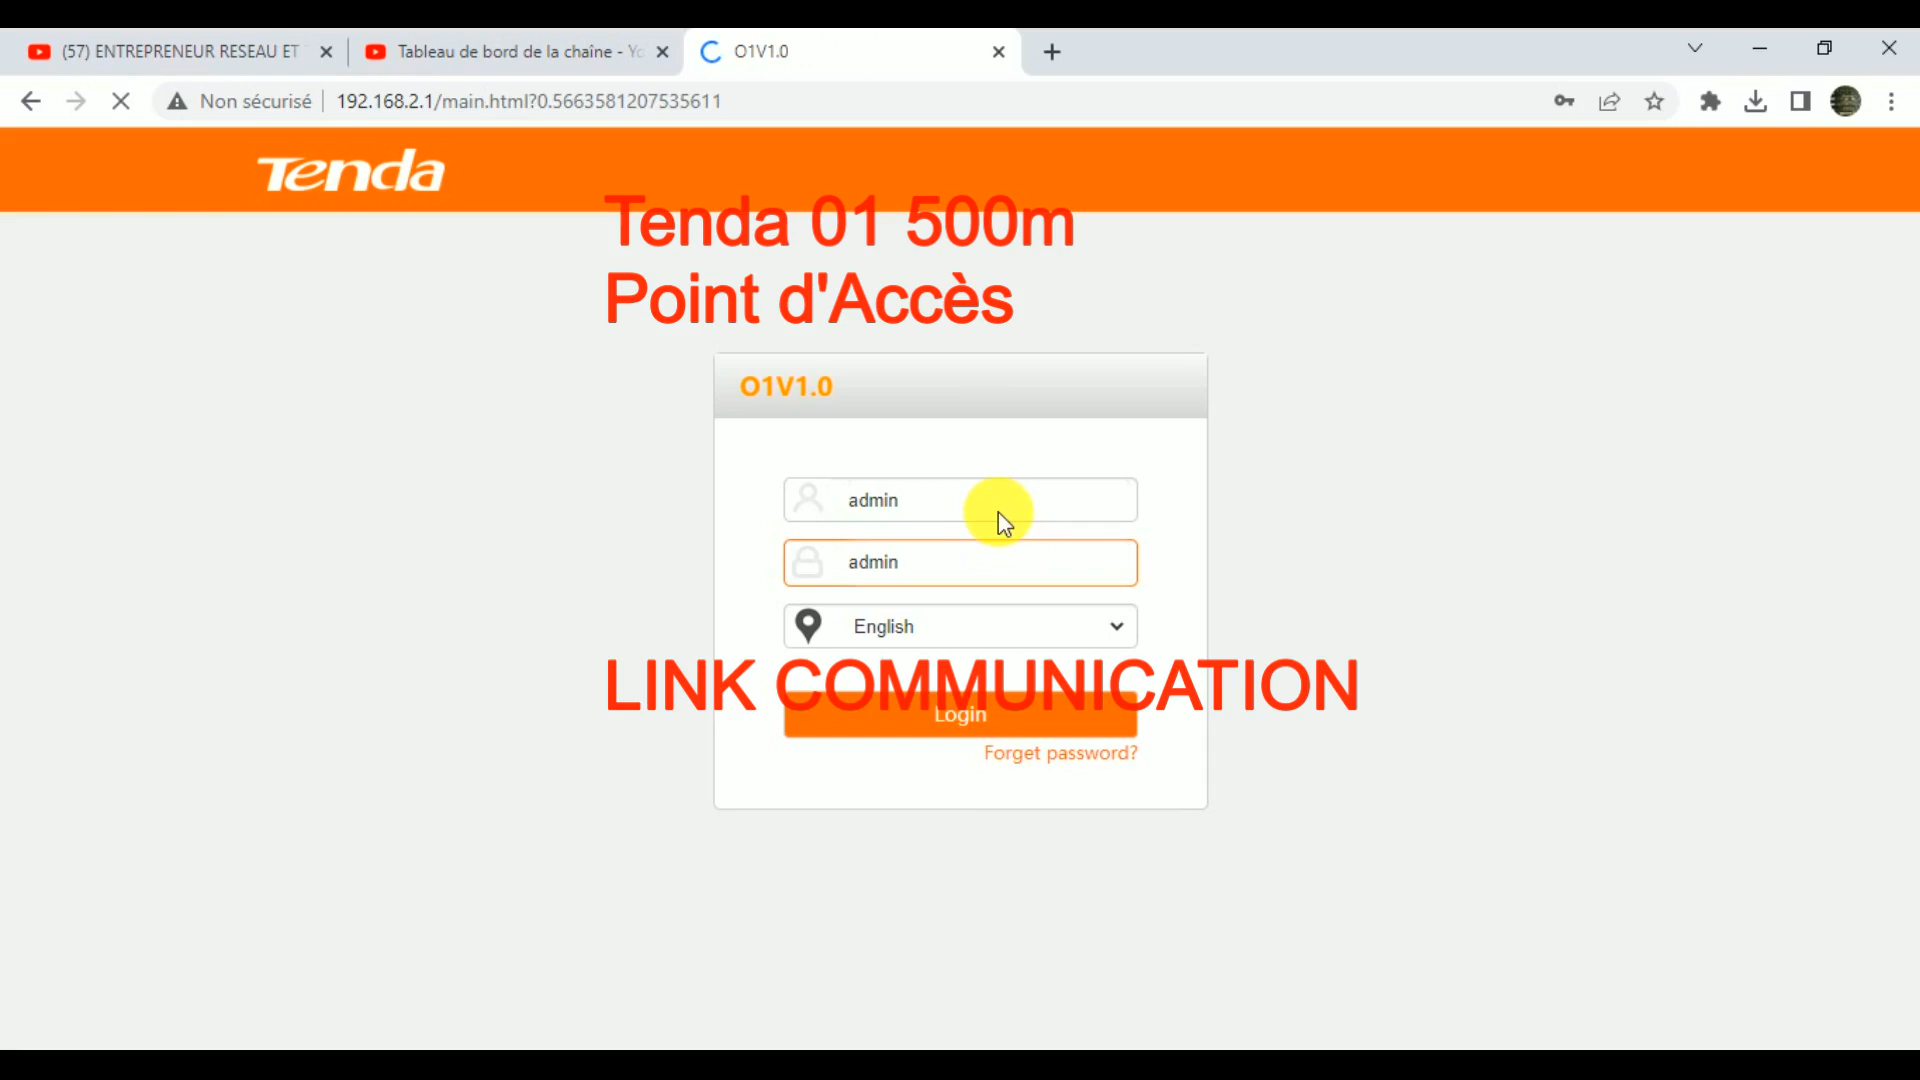 (57) ENTREPRENEUR RESEAU ET
Tableau de bord de la chaîne - Yo
O1V1.0
Non sécurisé
192.168.2.1/main.html?0.5663581207535611
Tenda
Tenda 01 500m
Point d'Accès
O1V1.0
admin
admin
English
LINK COMMUNICATION
Login
Forget password?